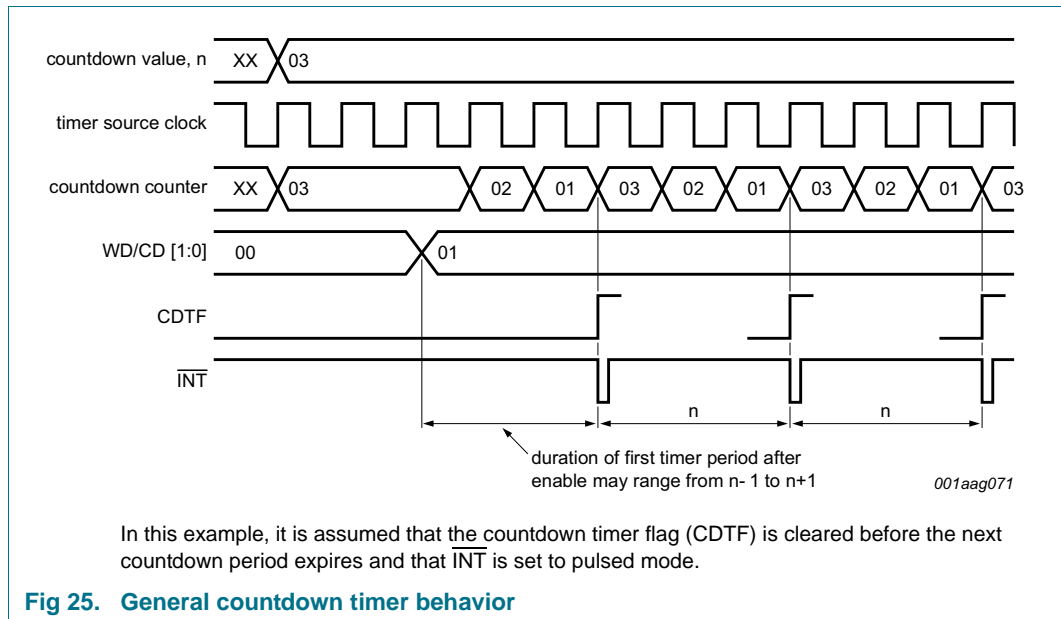 countdown value, n XX 03
timer source clock
countdown counter XX 03 02 01 03 02 01 03 02 01 03
WD/CD [1:0] 00 01
CDTF
INT
n n
duration of first timer period after
enable may range from n- 1 to n+1
001aag071
In this example, it is assumed that the countdown timer flag (CDTF) is cleared before the next
countdown period expires and that INT is set to pulsed mode.
Fig 25. General countdown timer behavior